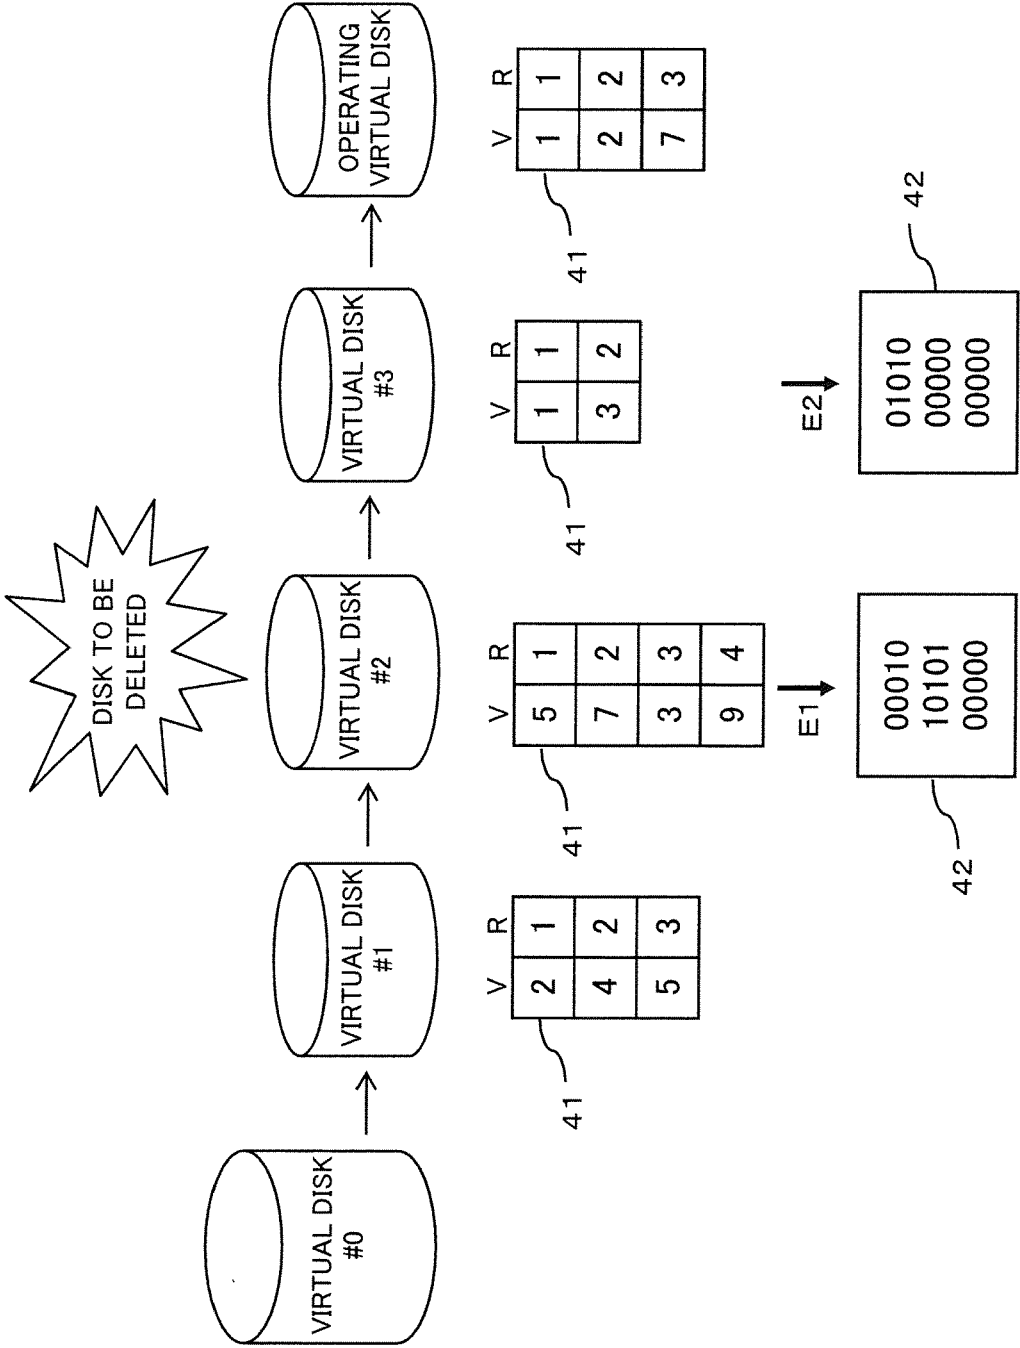 DISK TO BE
DELETED
VIRTUAL DISK
#0
VIRTUAL DISK
#1
VIRTUAL DISK
#2
VIRTUAL DISK
#3
OPERATING
VIRTUAL DISK
V R
2 1
4 2
5 3
41
V R
5 1
7 2
3 3
9 4
41
V R
1 1
3 2
41
V R
1 1
2 2
7 3
41
E1
00010
10101
00000
42
E2
01010
00000
00000
42